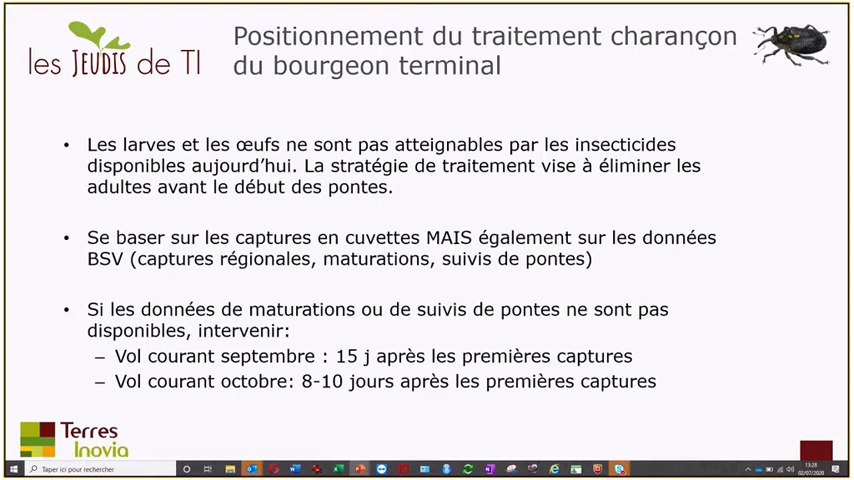 les JEUDIS de TI
Positionnement du traitement charançon
du bourgeon terminal
• Les larves et les œufs ne sont pas atteignables par les insecticides
disponibles aujourd'hui. La stratégie de traitement vise à éliminer les
adultes avant le début des pontes.
• Se baser sur les captures en cuvettes MAIS également sur les données
BSV (captures régionales, maturations, suivis de pontes)
• Si les données de maturations ou de suivis de pontes ne sont pas
disponibles, intervenir:
– Vol courant septembre : 15 j après les premières captures
– Vol courant octobre: 8-10 jours après les premières captures
Terres
Inovia
Taper ici pour rechercher
13:28
02/07/2020